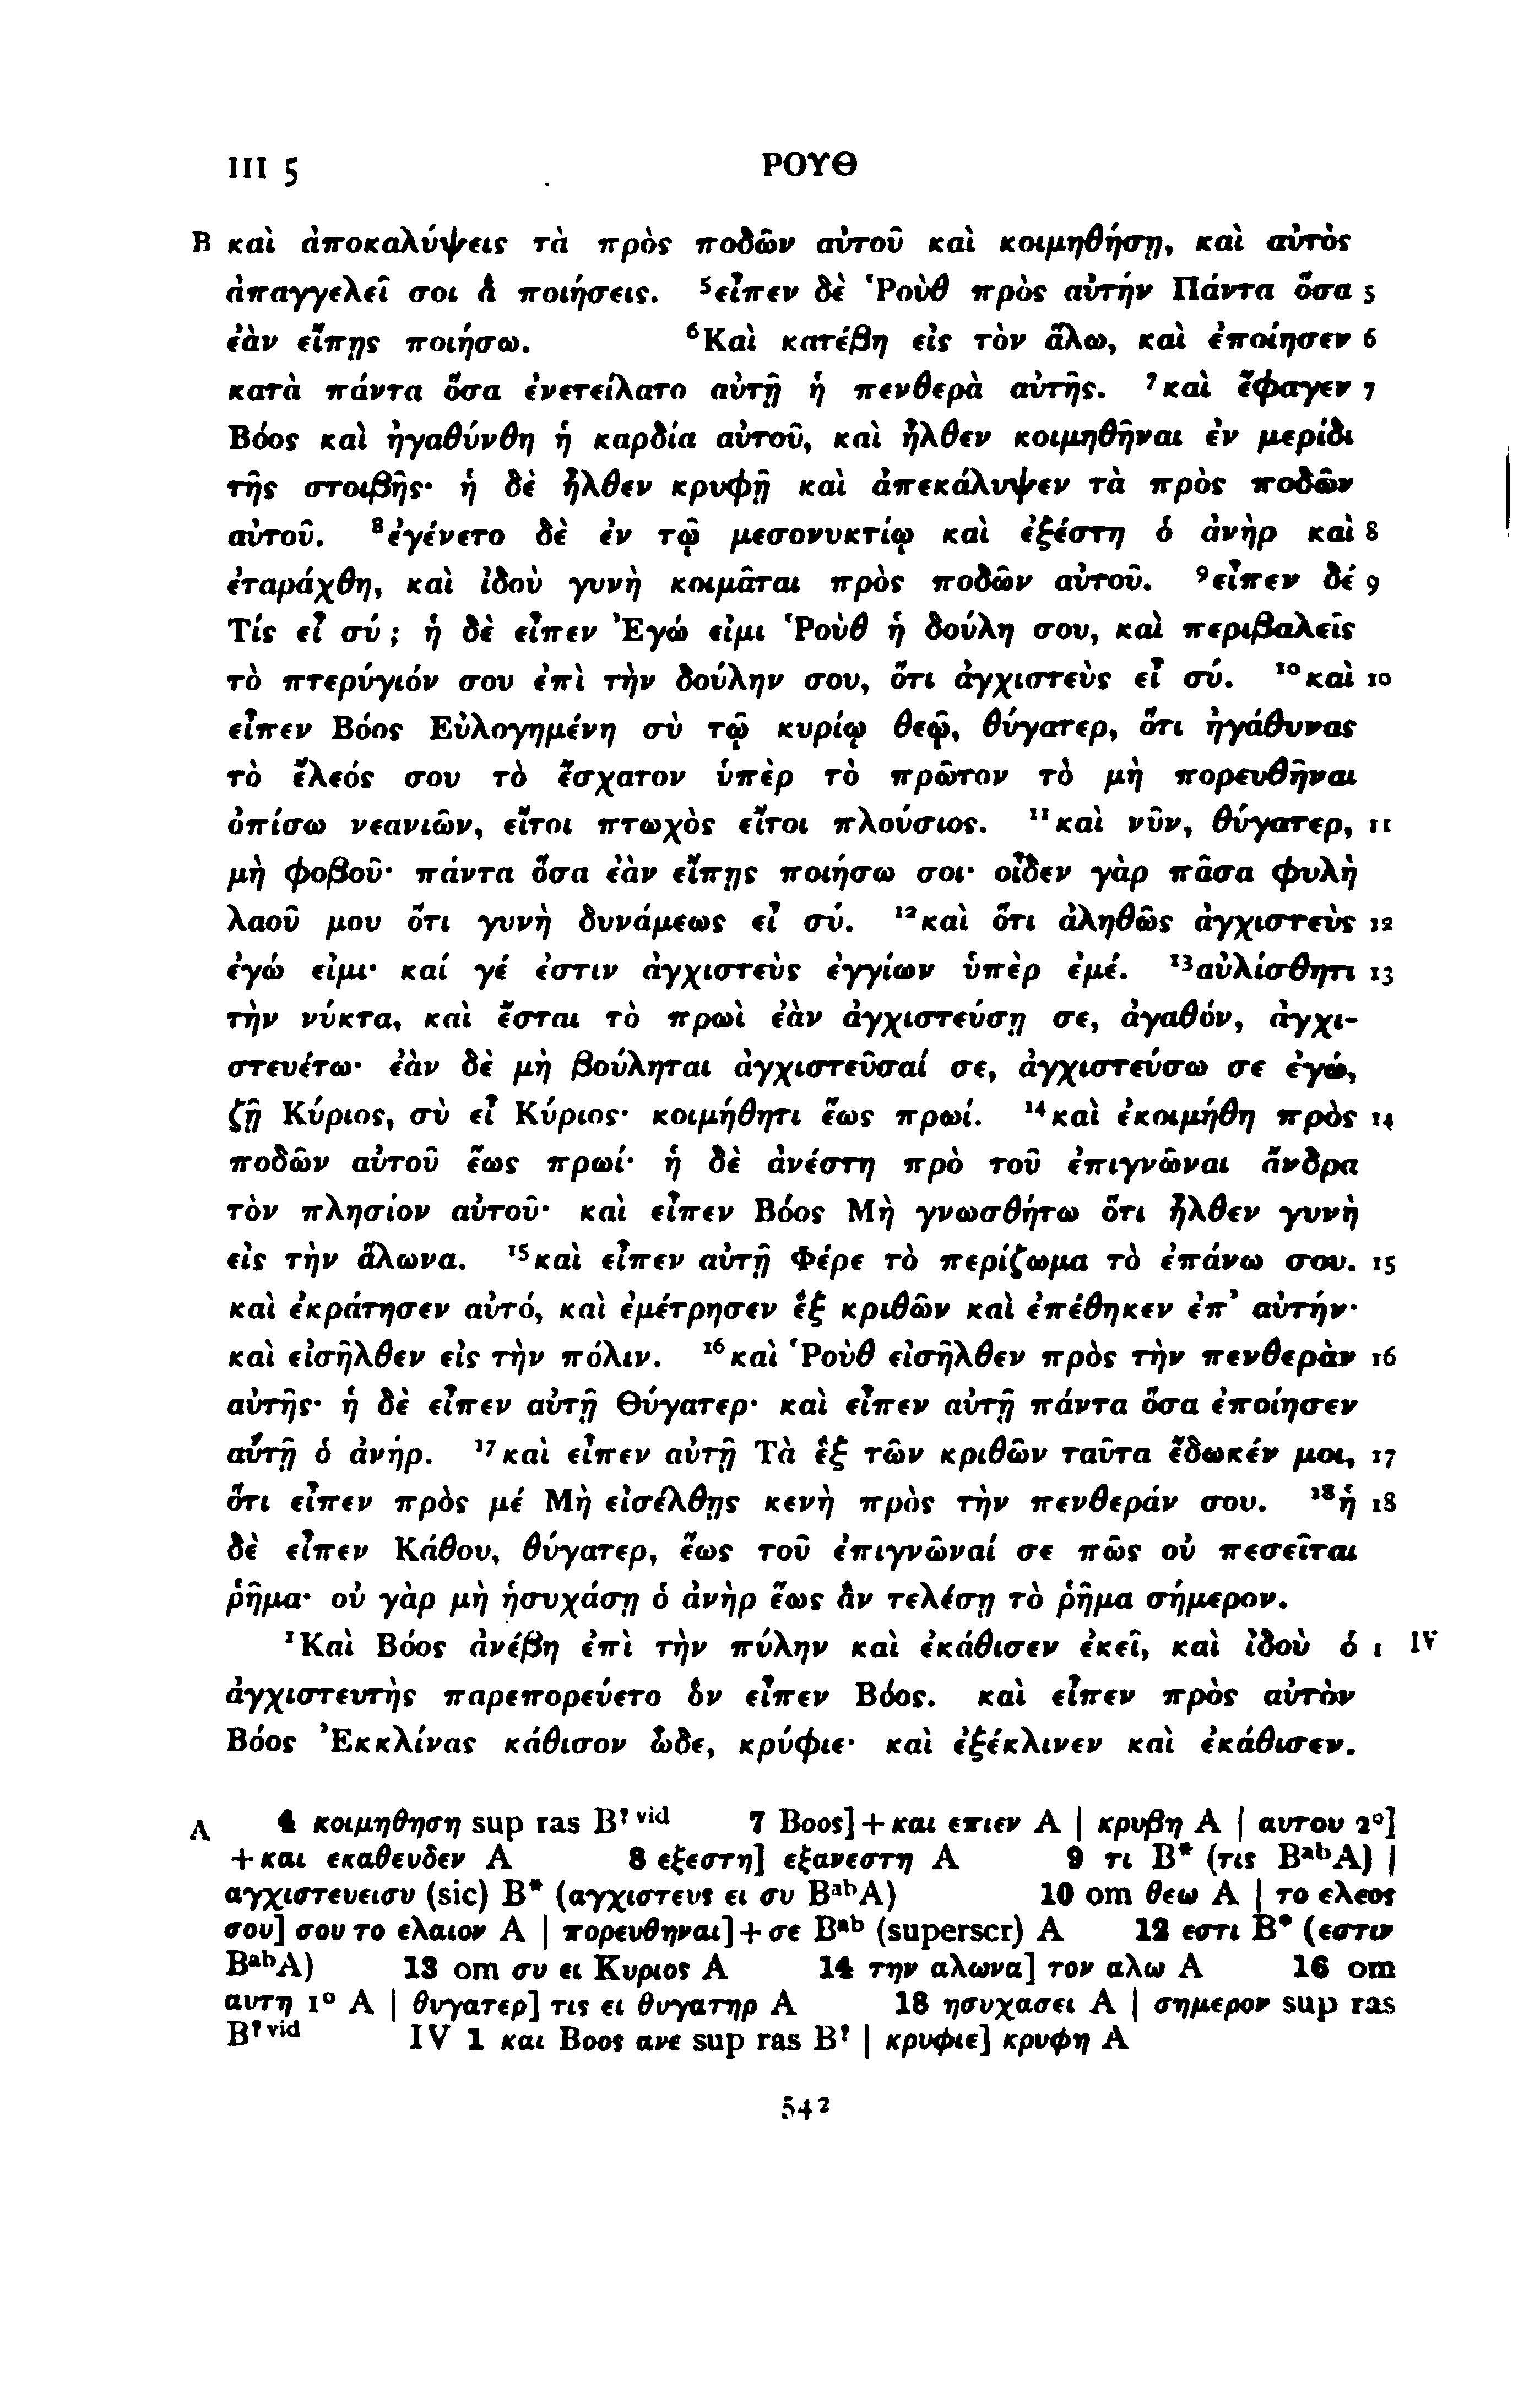 III 5 ΡΟΥΘ
B καὶ ἀποκαλύψεις τὰ πρὸς ποδῶν αὐτοῦ καὶ κοιμηθήσῃ, καὶ αὐτὸς
ἀπαγγελεῖ σοι ἃ ποιήσεις. ⁵εἶπεν δὲ Ῥοὺθ πρὸς αὐτήν Πάντα ὅσα 5
ἐὰν εἴπῃς ποιήσω. ⁶Καὶ κατέβη εἰς τὸν ἅλω, καὶ ἐποίησεν 6
κατὰ πάντα ὅσα ἐνετείλατο αὐτῇ ἡ πενθερὰ αὐτῆς. ⁷καὶ ἔφαγεν 7
Βόος καὶ ἠγαθύνθη ἡ καρδία αὐτοῦ, καὶ ἦλθεν κοιμηθῆναι ἐν μερίδι
τῆς στοιβῆς· ἡ δὲ ἦλθεν κρυφῇ καὶ ἀπεκάλυψεν τὰ πρὸς ποδῶν
αὐτοῦ. ⁸ἐγένετο δὲ ἐν τῷ μεσονυκτίῳ καὶ ἐξέστη ὁ ἀνὴρ καὶ 8
ἐταράχθη, καὶ ἰδοὺ γυνὴ κοιμᾶται πρὸς ποδῶν αὐτοῦ. ⁹εἶπεν δέ 9
Τίς εἶ σύ; ἡ δὲ εἶπεν Ἐγώ εἰμι Ῥοὺθ ἡ δούλη σου, καὶ περιβαλεῖς
τὸ πτερύγιόν σου ἐπὶ τὴν δούλην σου, ὅτι ἀγχιστεὺς εἶ σύ. ¹⁰καὶ 10
εἶπεν Βόος Εὐλογημένη σὺ τῷ κυρίῳ θεῷ, θύγατερ, ὅτι ἠγάθυνας
τὸ ἔλεός σου τὸ ἔσχατον ὑπὲρ τὸ πρῶτον τὸ μὴ πορευθῆναι
ὀπίσω νεανιῶν, εἴτοι πτωχὸς εἴτοι πλούσιος. ¹¹καὶ νῦν, θύγατερ, 11
μὴ φοβοῦ· πάντα ὅσα ἐὰν εἴπῃς ποιήσω σοι· οἶδεν γὰρ πᾶσα φυλὴ
λαοῦ μου ὅτι γυνὴ δυνάμεως εἶ σύ. ¹²καὶ ὅτι ἀληθῶς ἀγχιστεὺς 12
ἐγώ εἰμι· καί γέ ἐστιν ἀγχιστεὺς ἐγγίων ὑπὲρ ἐμέ. ¹³αὐλίσθητι 13
τὴν νύκτα, καὶ ἔσται τὸ πρωὶ ἐὰν ἀγχιστεύσῃ σε, ἀγαθόν, ἀγχι-
στευέτω· ἐὰν δὲ μὴ βούληται ἀγχιστεῦσαί σε, ἀγχιστεύσω σε ἐγώ,
ζῇ Κύριος, σὺ εἶ Κύριος· κοιμήθητι ἕως πρωί. ¹⁴καὶ ἐκοιμήθη πρὸς 14
ποδῶν αὐτοῦ ἕως πρωί· ἡ δὲ ἀνέστη πρὸ τοῦ ἐπιγνῶναι ἄνδρα
τὸν πλησίον αὐτοῦ· καὶ εἶπεν Βόος Μὴ γνωσθήτω ὅτι ἦλθεν γυνὴ
εἰς τὴν ἅλωνα. ¹⁵καὶ εἶπεν αὐτῇ Φέρε τὸ περίζωμα τὸ ἐπάνω σου. 15
καὶ ἐκράτησεν αὐτό, καὶ ἐμέτρησεν ἓξ κριθῶν καὶ ἐπέθηκεν ἐπ᾽ αὐτήν·
καὶ εἰσῆλθεν εἰς τὴν πόλιν. ¹⁶καὶ Ῥοὺθ εἰσῆλθεν πρὸς τὴν πενθερὰν 16
αὐτῆς· ἡ δὲ εἶπεν αὐτῇ Θύγατερ· καὶ εἶπεν αὐτῇ πάντα ὅσα ἐποίησεν
αὐτῇ ὁ ἀνήρ. ¹⁷καὶ εἶπεν αὐτῇ Τὰ ἓξ τῶν κριθῶν ταῦτα ἔδωκέν μοι, 17
ὅτι εἶπεν πρὸς μέ Μὴ εἰσέλθῃς κενὴ πρὸς τὴν πενθεράν σου. ¹⁸ἡ 18
δὲ εἶπεν Κάθου, θύγατερ, ἕως τοῦ ἐπιγνῶναί σε πῶς οὐ πεσεῖται
ῥῆμα· οὐ γὰρ μὴ ἡσυχάσῃ ὁ ἀνὴρ ἕως ἂν τελέσῃ τὸ ῥῆμα σήμερον.
¹Καὶ Βόος ἀνέβη ἐπὶ τὴν πύλην καὶ ἐκάθισεν ἐκεῖ, καὶ ἰδοὺ ὁ 1 IV
ἀγχιστευτὴς παρεπορεύετο ὃν εἶπεν Βόος. καὶ εἶπεν πρὸς αὐτὸν
Βόος Ἐκκλίνας κάθισον ὧδε, κρύφιε· καὶ ἐξέκλινεν καὶ ἐκάθισεν.
A 4 κοιμηθηση sup ras B? vid 7 Βοος]+και επιεν A | κρυβη A | αυτου 2°]
+και εκαθευδεν A 8 εξεστη] εξανεστη A 9 τι B* (τις BabA) |
αγχιστευεισυ (sic) B* (αγχιστευς ει συ BabA) 10 om θεω A | το ελεος
σου] σου το ελαιον A | πορευθηναι]+σε Bab (superscr) A 12 εστι B* (εστιν
BabA) 13 om συ ει Κυριος A 14 την αλωνα] τον αλω A 16 om
αυτη 1° A | θυγατερ] τις ει θυγατηρ A 18 ησυχασει A | σημερον sup ras
B? vid IV 1 και Βοος ανε sup ras B? | κρυφιε] κρυφη A
542